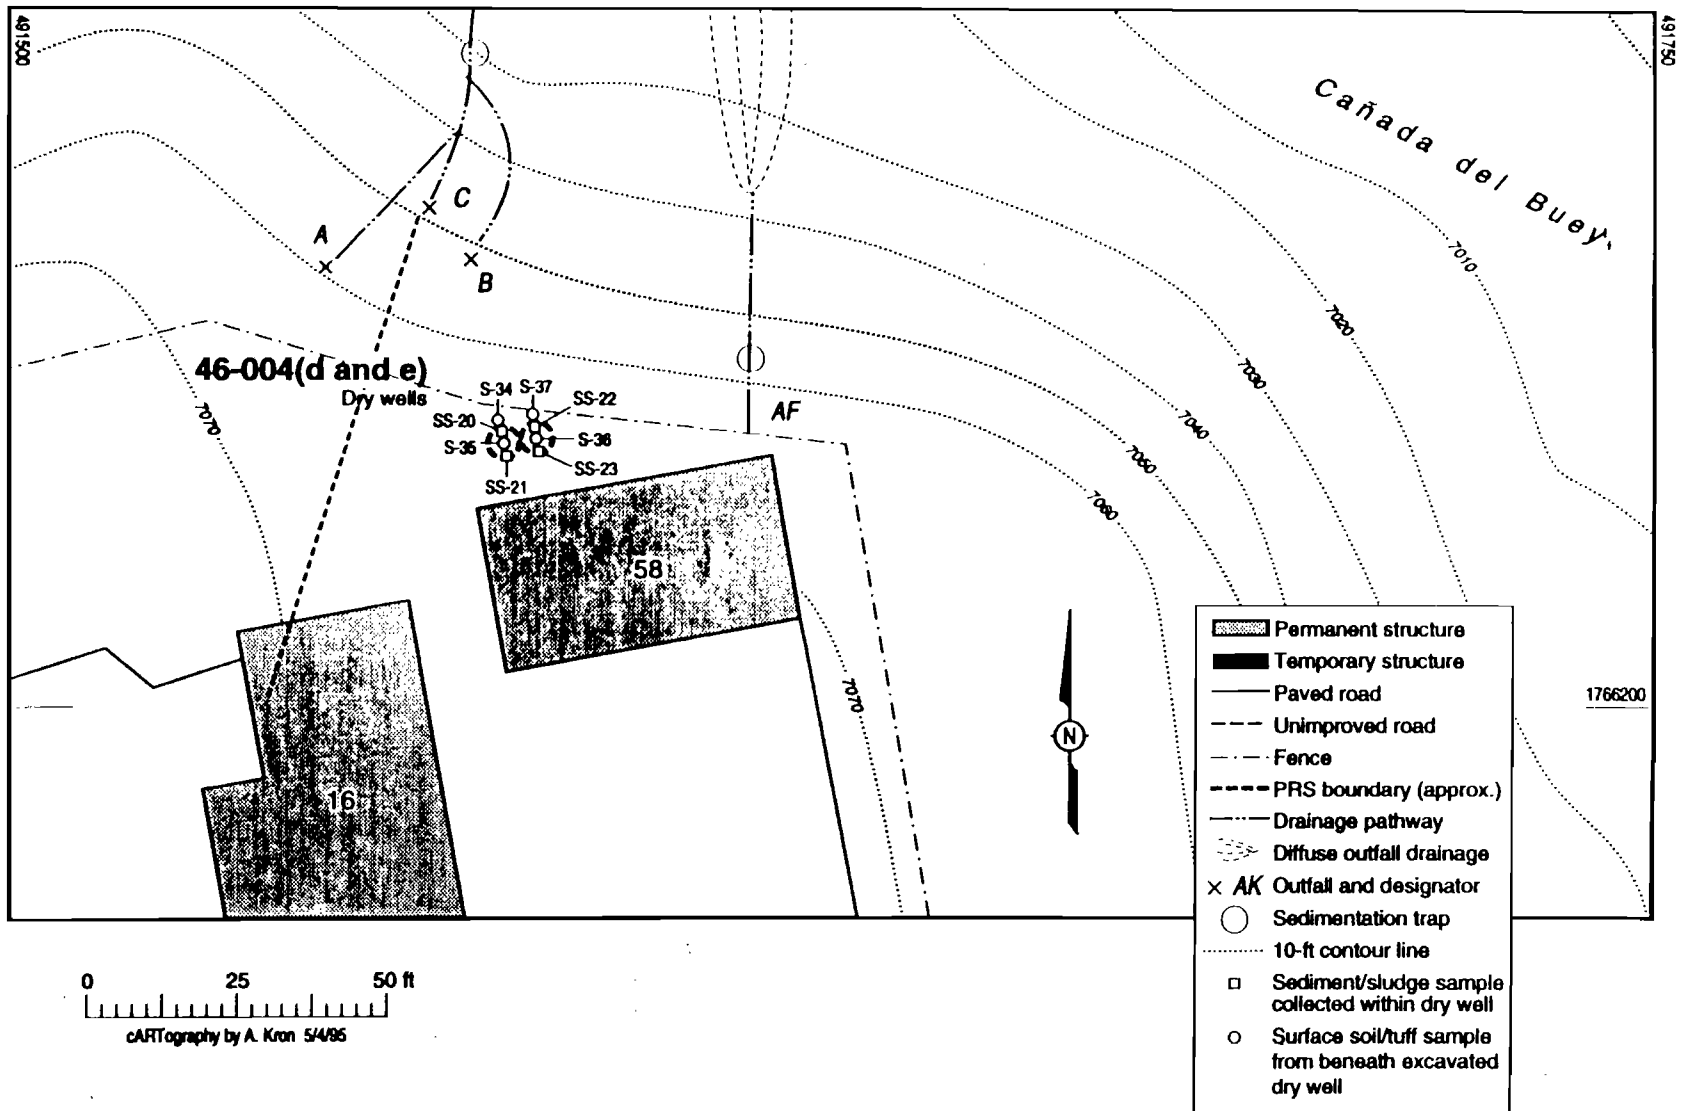 491500
491750
Cañada del Buey
C
A
B
7010
7020
7030
7040
7050
7060
7070
7070
46-004(d and e)
Dry wells
S-34
S-37
SS-20
SS-22
S-35
S-36
SS-21
SS-23
AF
58
16
N
1766200
Permanent structure
Temporary structure
Paved road
Unimproved road
Fence
PRS boundary (approx.)
Drainage pathway
Diffuse outfall drainage
AK Outfall and designator
Sedimentation trap
10-ft contour line
Sediment/sludge sample
collected within dry well
Surface soil/tuff sample
from beneath excavated
dry well
0 25 50 ft
cARTography by A. Kron 5/4/95